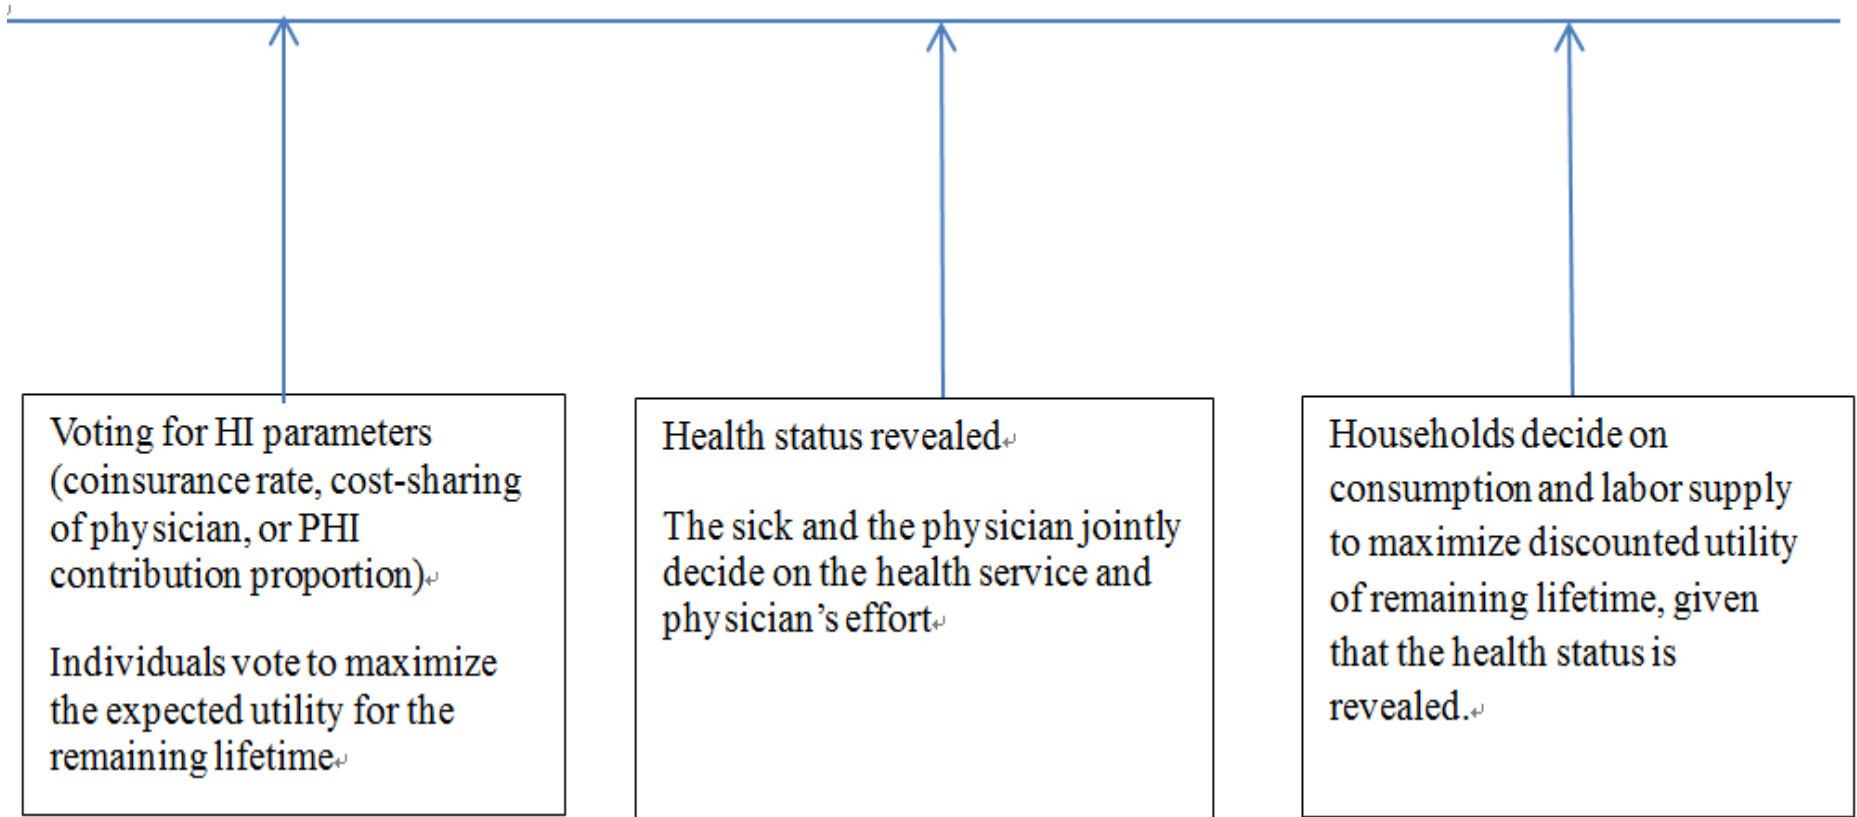 Voting for HI parameters
(coinsurance rate, cost-sharing
of physician, or PHI
contribution proportion)↵
Individuals vote to maximize
the expected utility for the
remaining lifetime↵
Health status revealed↵
The sick and the physician jointly
decide on the health service and
physician’s effort↵
Households decide on
consumption and labor supply
to maximize discounted utility
of remaining lifetime, given
that the health status is
revealed.↵